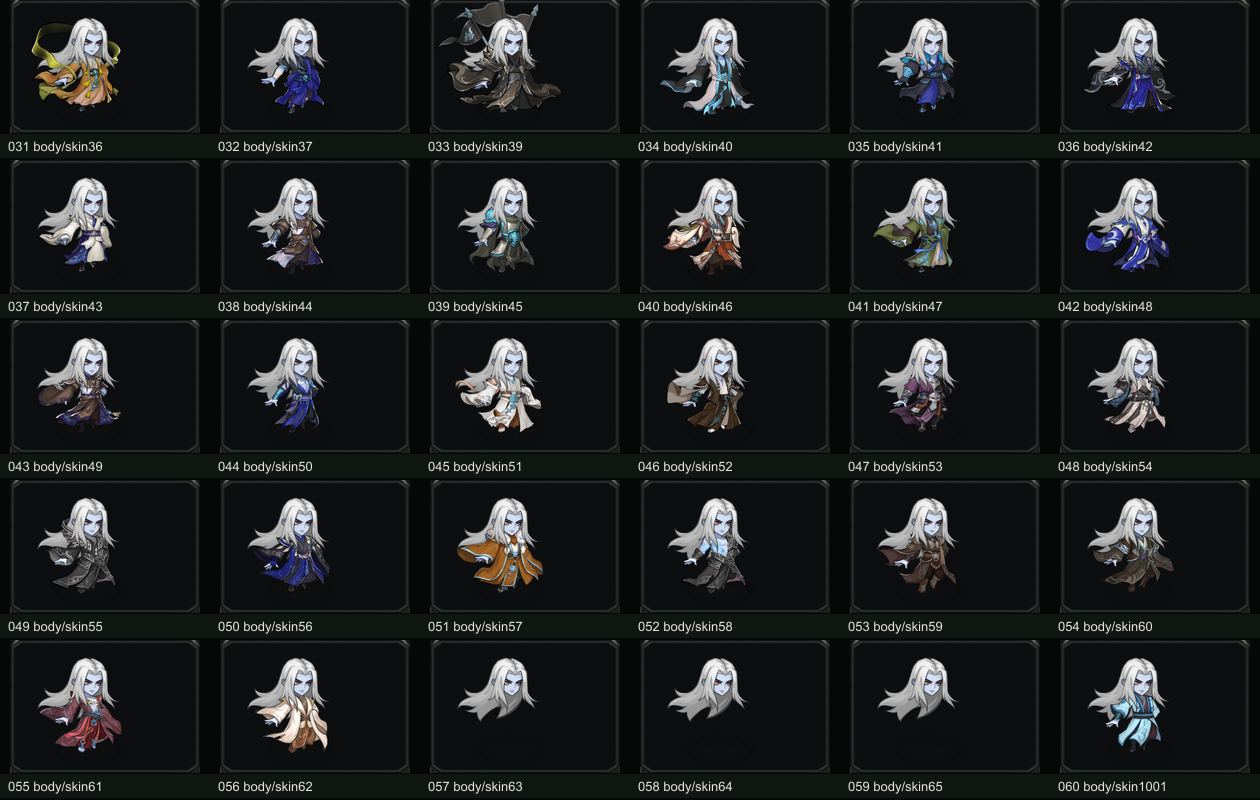 031 body/skin36
032 body/skin37
033 body/skin39
034 body/skin40
035 body/skin41
036 body/skin42
037 body/skin43
038 body/skin44
039 body/skin45
040 body/skin46
041 body/skin47
042 body/skin48
043 body/skin49
044 body/skin50
045 body/skin51
046 body/skin52
047 body/skin53
048 body/skin54
049 body/skin55
050 body/skin56
051 body/skin57
052 body/skin58
053 body/skin59
054 body/skin60
055 body/skin61
056 body/skin62
057 body/skin63
058 body/skin64
059 body/skin65
060 body/skin1001